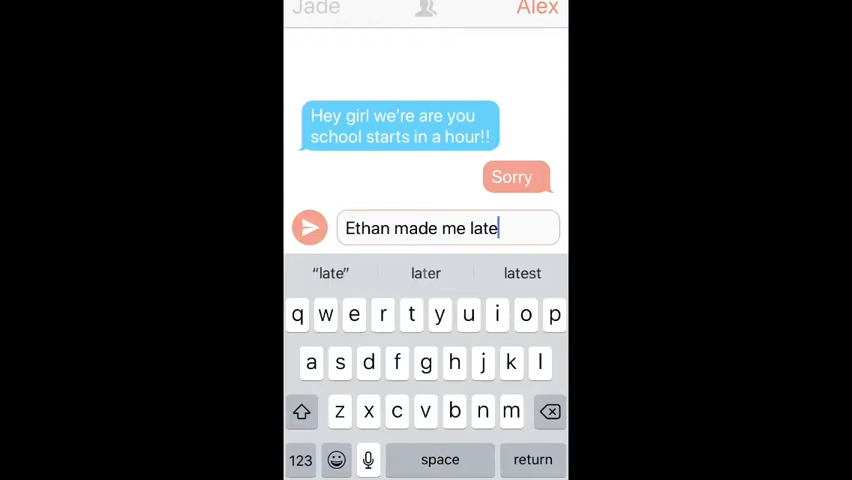 Jade Alex
Hey girl we're are you
school starts in a hour!!
Sorry
Ethan made me late
"late" later latest
q w e r t y u i o p
a s d f g h j k l
z x c v b n m
123 space return